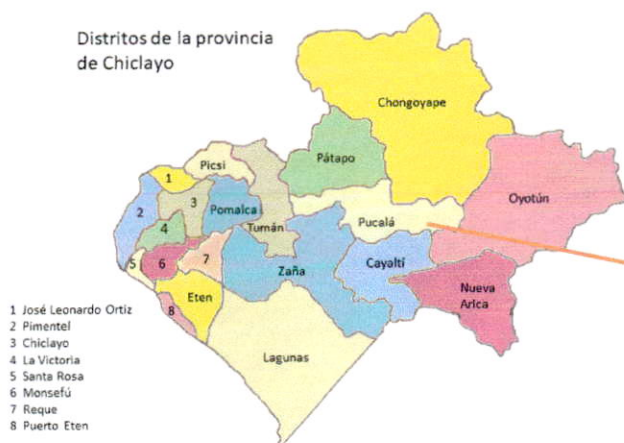 Distritos de la provincia
de Chiclayo
Chongoyape
Pátapo
Picsi
1
Oyotún
2
3
Pomalca
Pucalá
4
Tumán
5
6
7
Zaña
Cayaltí
Eten
Nueva
Arica
8
Lagunas
1 José Leonardo Ortiz
2 Pimentel
3 Chiclayo
4 La Victoria
5 Santa Rosa
6 Monsefú
7 Reque
8 Puerto Eten